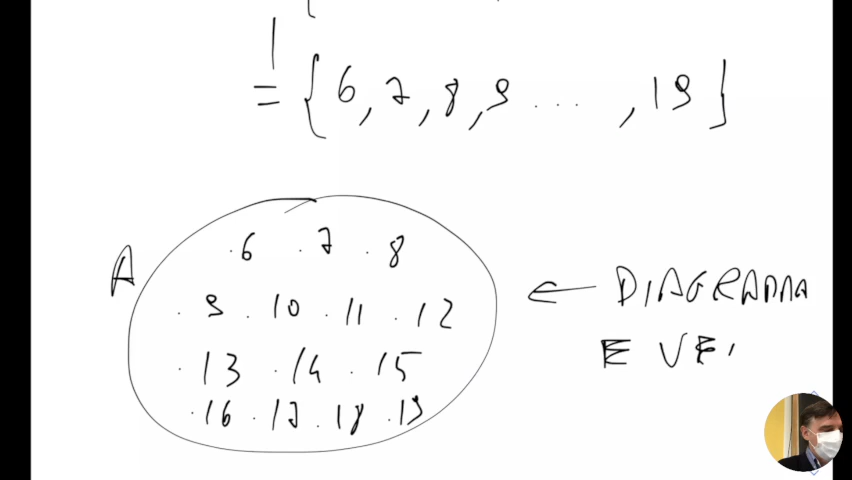 = { 6, 7, 8, 9 ... , 19 }
A
. 6 . 7 . 8
. 9 . 10 . 11 . 12
. 13 . 14 . 15
. 16 . 17 . 18 . 19
← DIAGRAMMA